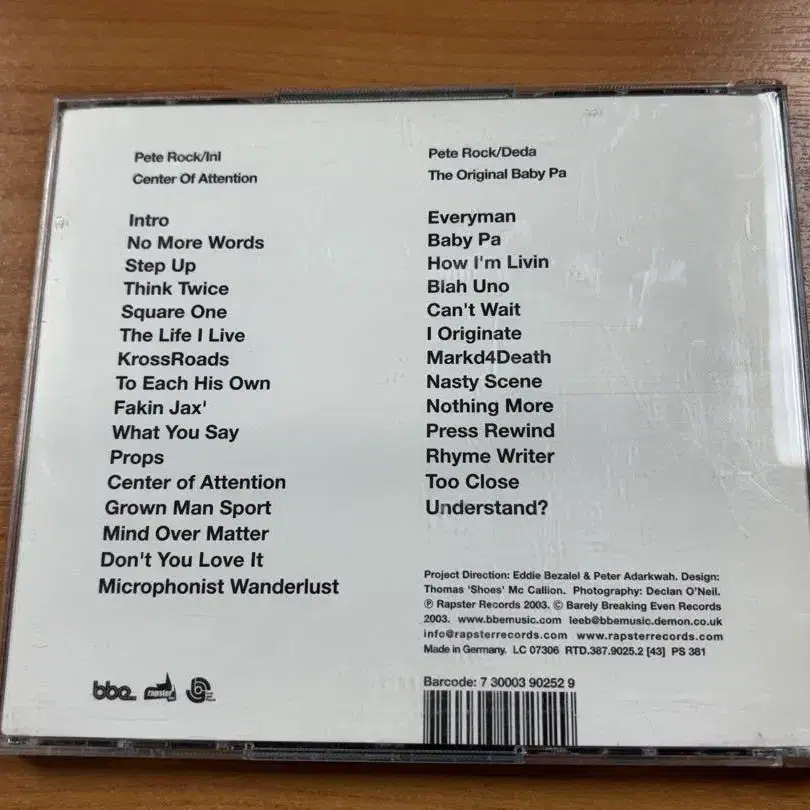 Pete Rock/InI
Center Of Attention
Intro
No More Words
Step Up
Think Twice
Square One
The Life I Live
KrossRoads
To Each His Own
Fakin Jax'
What You Say
Props
Center of Attention
Grown Man Sport
Mind Over Matter
Don't You Love It
Microphonist Wanderlust
Pete Rock/Deda
The Original Baby Pa
Everyman
Baby Pa
How I'm Livin
Blah Uno
Can't Wait
I Originate
Markd4Death
Nasty Scene
Nothing More
Press Rewind
Rhyme Writer
Too Close
Understand?
Project Direction: Eddie Bezalel & Peter Adarkwah. Design:
Thomas 'Shoes' Mc Callion. Photography: Declan O'Neil.
℗ Rapster Records 2003. © Barely Breaking Even Records
2003. www.bbemusic.com leeb@bbemusic.demon.co.uk
info@rapsterrecords.com www.rapsterrecords.com
Made in Germany. LC 07306 RTD.387.9025.2 [43] PS 381
bbe
rapster
Barcode: 7 30003 90252 9